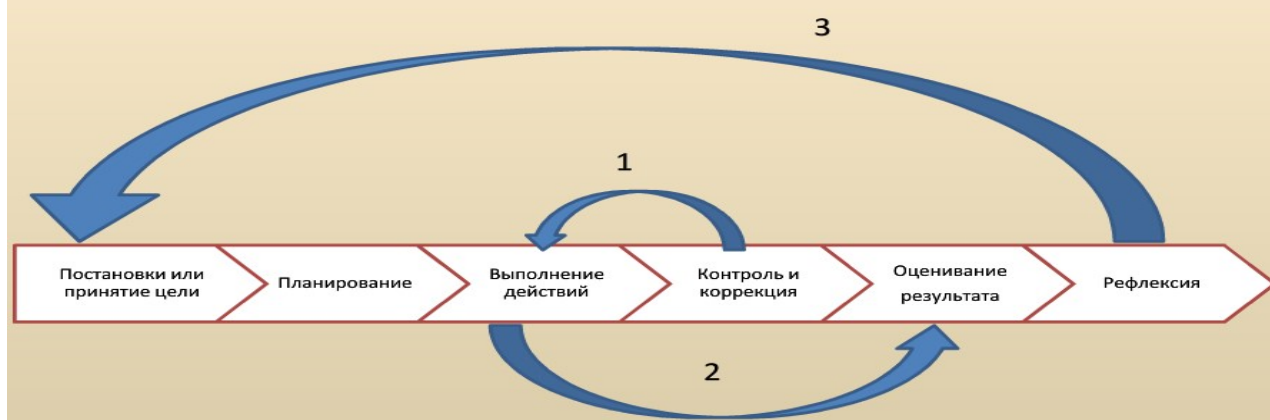 3
1
Постановки или
принятие цели
Планирование
Выполнение
действий
Контроль и
коррекция
Оценивание
результата
Рефлексия
2